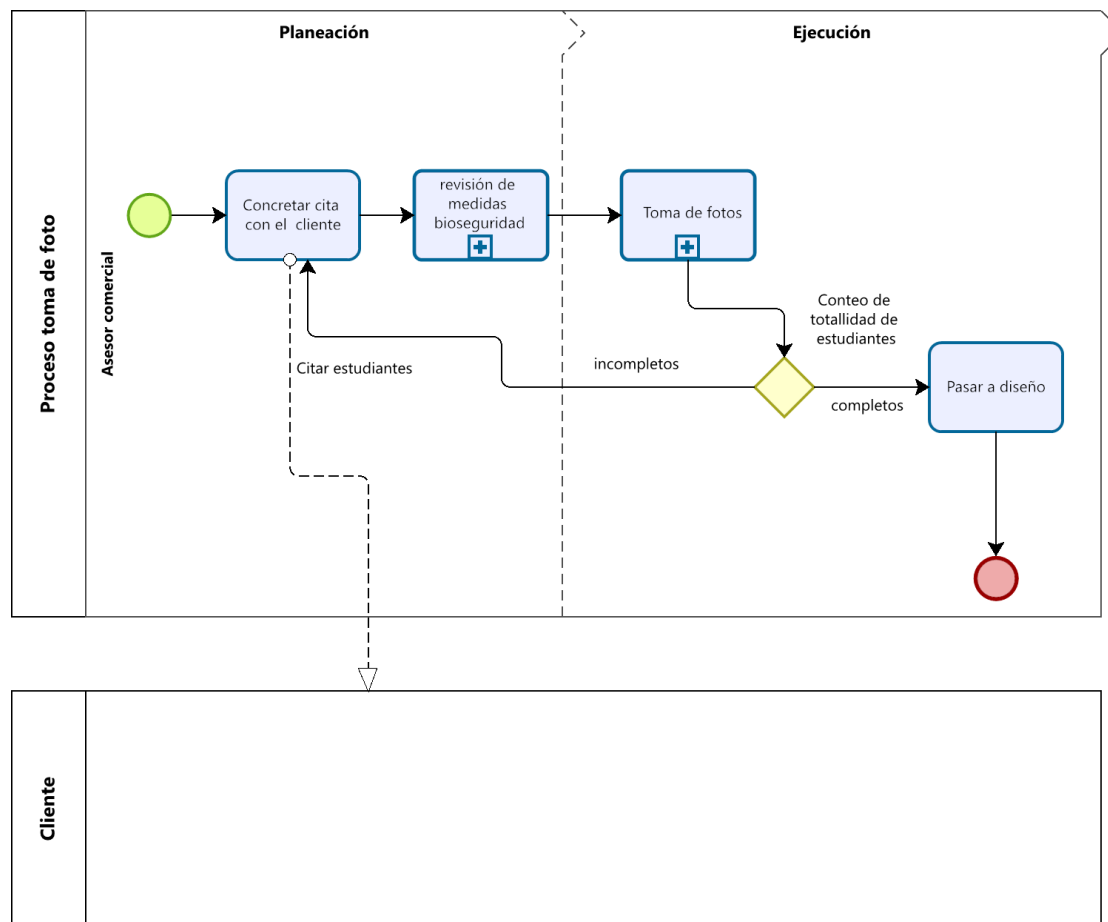 Planeación
Ejecución
Proceso toma de foto
Asesor comercial
Concretar cita
con el cliente
revisión de
medidas
bioseguridad
Toma de fotos
Conteo de
totallidad de
estudiantes
Citar estudiantes
incompletos
completos
Pasar a diseño
Cliente